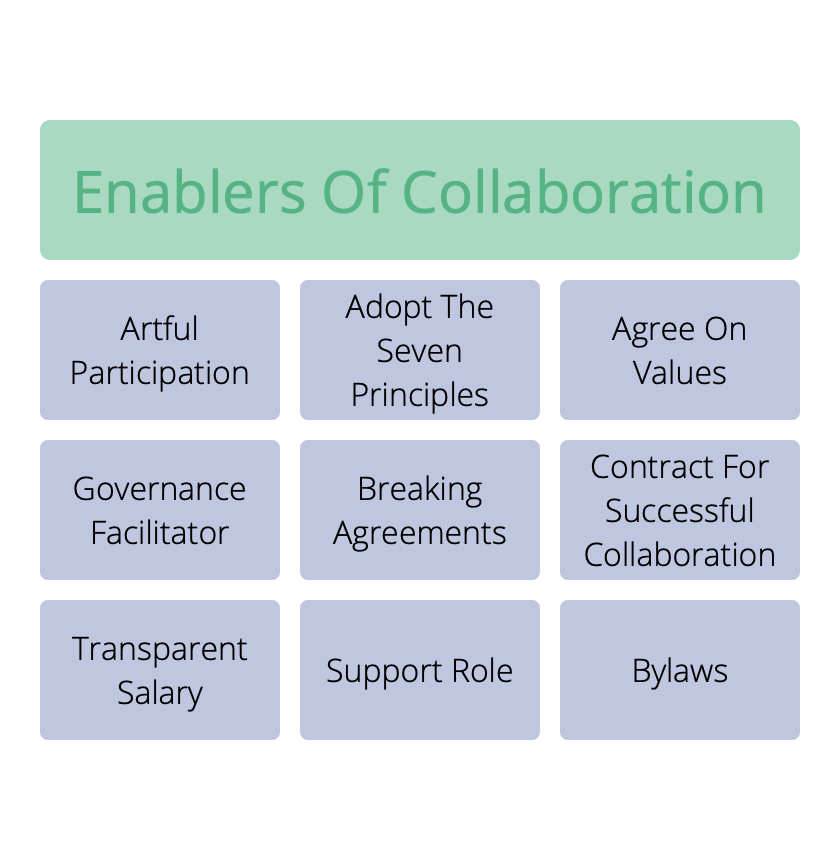 Enablers Of Collaboration
Artful
Participation
Adopt The
Seven
Principles
Agree On
Values
Governance
Facilitator
Breaking
Agreements
Contract For
Successful
Collaboration
Transparent
Salary
Support Role
Bylaws